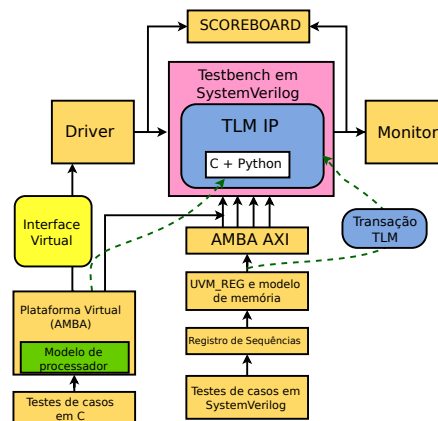 SCOREBOARD
Testbench em
SystemVerilog
Driver
TLM IP
C + Python
Monitor
Interface
Virtual
AMBA AXI
Transação
TLM
Plataforma Virtual
(AMBA)
Modelo de
processador
UVM_REG e modelo
de memória
Registro de Sequências
Testes de casos
em C
Testes de casos em
SystemVerilog